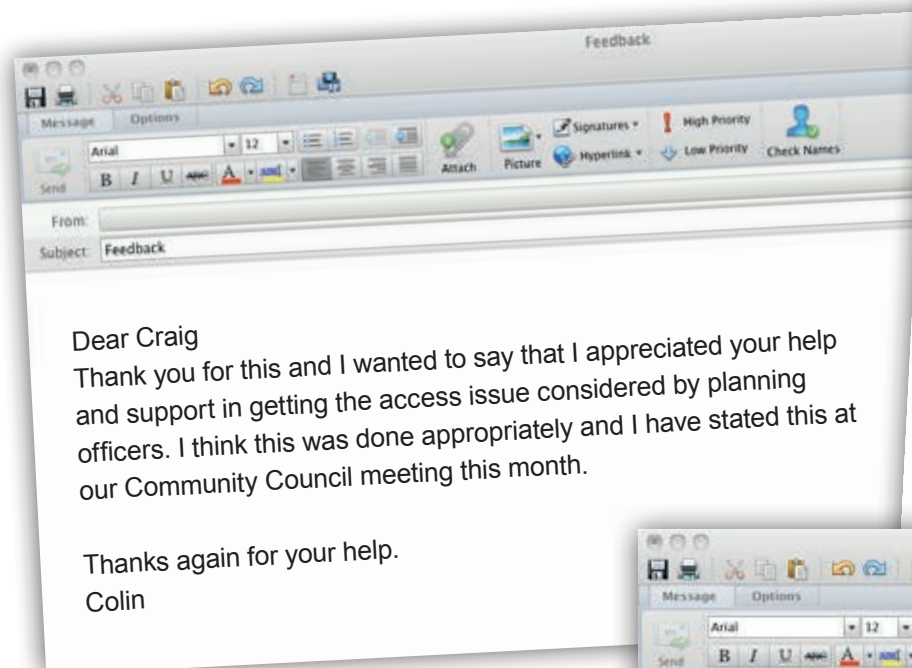 Feedback
Message Options
Arial 12
Send B I U ABC A Attach Picture Signatures Hyperlink High Priority Low Priority Check Names
From:
Subject: Feedback
Dear Craig
Thank you for this and I wanted to say that I appreciated your help
and support in getting the access issue considered by planning
officers. I think this was done appropriately and I have stated this at
our Community Council meeting this month.
Thanks again for your help.
Colin
Message Options
Arial 12
Send B I U ABC A